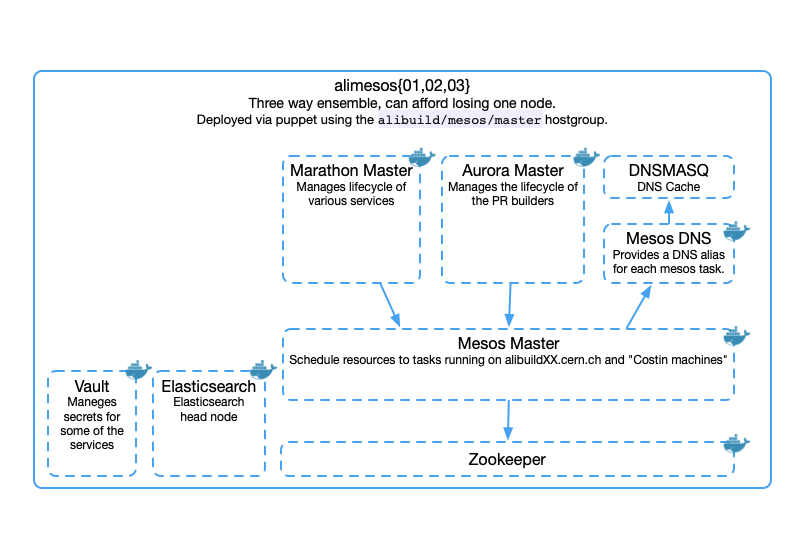 alimesos{01,02,03}
Three way ensemble, can afford losing one node.
Deployed via puppet using the alibuild/mesos/master hostgroup.
Marathon Master
Manages lifecycle of
various services
Aurora Master
Manages the lifecycle of
the PR builders
DNSMASQ
DNS Cache
Mesos DNS
Provides a DNS alias
for each mesos task.
Mesos Master
Schedule resources to tasks running on alibuildXX.cern.ch and "Costin machines"
Vault
Maneges
secrets for
some of the
services
Elasticsearch
Elasticsearch
head node
Zookeeper